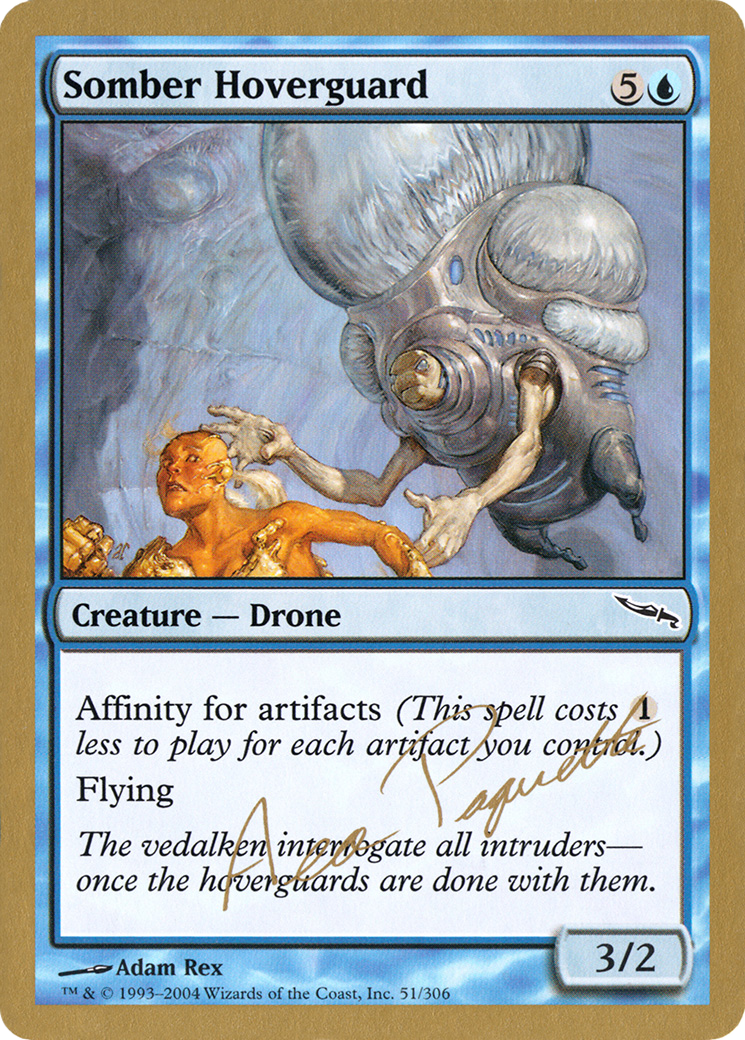 Somber Hoverguard 5
Creature — Drone
Affinity for artifacts (This spell costs 1
less to play for each artifact you control.)
Flying
Aeo Paquette
The vedalken interrogate all intruders—
once the hoverguards are done with them.
3/2
Adam Rex
™ & © 1993–2004 Wizards of the Coast, Inc. 51/306